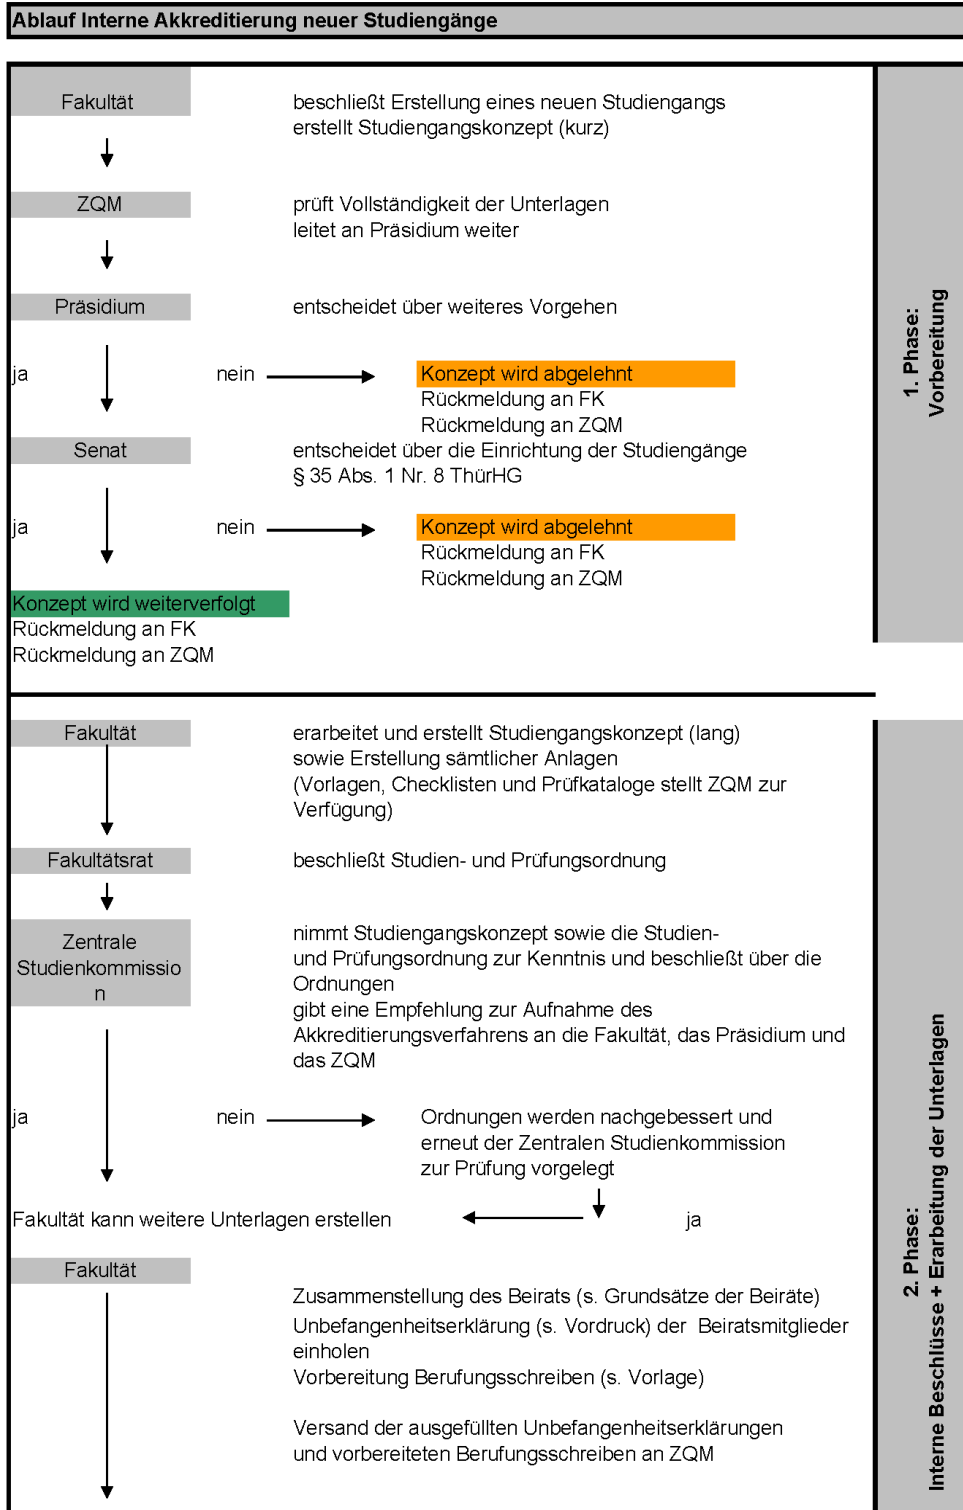 Ablauf Interne Akkreditierung neuer Studiengänge
Fakultät
beschließt Erstellung eines neuen Studiengangs
erstellt Studiengangskonzept (kurz)
ZQM
prüft Vollständigkeit der Unterlagen
leitet an Präsidium weiter
Präsidium
entscheidet über weiteres Vorgehen
ja
nein
Konzept wird abgelehnt
Rückmeldung an FK
Rückmeldung an ZQM
Senat
entscheidet über die Einrichtung der Studiengänge
§ 35 Abs. 1 Nr. 8 ThürHG
ja
nein
Konzept wird abgelehnt
Rückmeldung an FK
Rückmeldung an ZQM
Konzept wird weiterverfolgt
Rückmeldung an FK
Rückmeldung an ZQM
1. Phase:
Vorbereitung
Fakultät
erarbeitet und erstellt Studiengangskonzept (lang)
sowie Erstellung sämtlicher Anlagen
(Vorlagen, Checklisten und Prüfkataloge stellt ZQM zur
Verfügung)
Fakultätsrat
beschließt Studien- und Prüfungsordnung
Zentrale
Studienkommissio
n
nimmt Studiengangskonzept sowie die Studien-
und Prüfungsordnung zur Kenntnis und beschließt über die
Ordnungen
gibt eine Empfehlung zur Aufnahme des
Akkreditierungsverfahrens an die Fakultät, das Präsidium und
das ZQM
ja
nein
Ordnungen werden nachgebessert und
erneut der Zentralen Studienkommission
zur Prüfung vorgelegt
Fakultät kann weitere Unterlagen erstellen
ja
Fakultät
Zusammenstellung des Beirats (s. Grundsätze der Beiräte)
Unbefangenheitserklärung (s. Vordruck) der  Beiratsmitglieder
einholen
Vorbereitung Berufungsschreiben (s. Vorlage)
Versand der ausgefüllten Unbefangenheitserklärungen
und vorbereiteten Berufungsschreiben an ZQM
2. Phase:
Interne Beschlüsse + Erarbeitung der Unterlagen